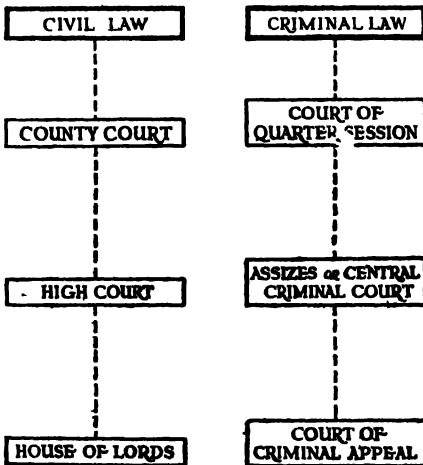 CIVIL LAW
COUNTY COURT
HIGH COURT
HOUSE OF LORDS
CRIMINAL LAW
COURT OF
QUARTER SESSION
ASSIZES or CENTRAL
CRIMINAL COURT
COURT OF
CRIMINAL APPEAL